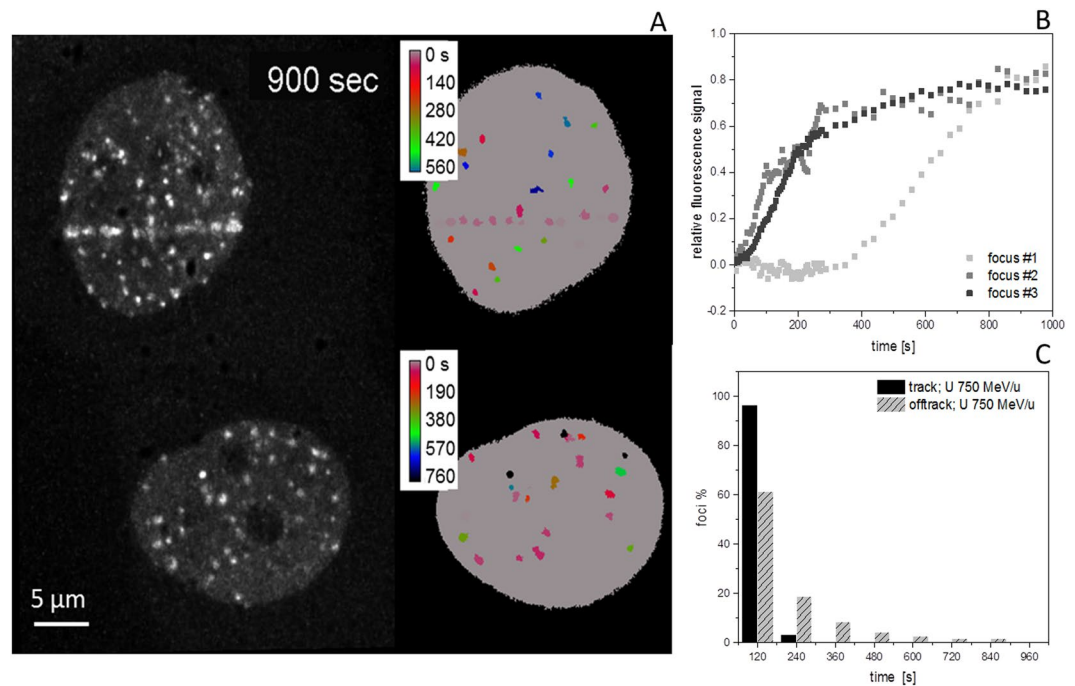 A
900 sec
0 s
140
280
420
560
0 s
190
380
570
760
5 µm
B
1.0
0.8
0.6
0.4
0.2
0.0
-0.2
relative fluorescence signal
focus #1
focus #2
focus #3
0 200 400 600 800 1000
time [s]
C
track; U 750 MeV/u
offtrack; U 750 MeV/u
100
80
60
40
20
0
foci %
120 240 360 480 600 720 840 960
time [s]